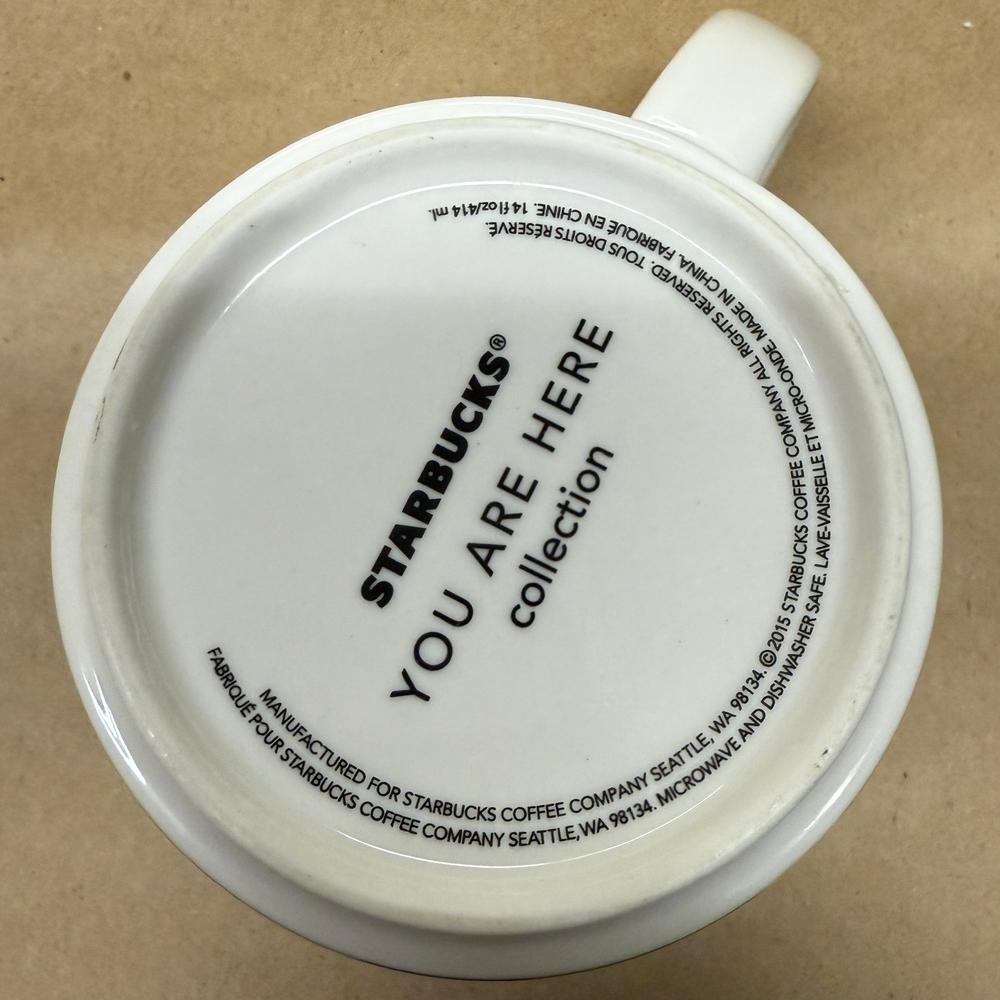 STARBUCKS®
YOU ARE HERE
collection
MANUFACTURED FOR STARBUCKS COFFEE COMPANY SEATTLE, WA 98134. ©2015 STARBUCKS COFFEE COMPANY ALL RIGHTS RESERVED. TOUS DROITS RÉSERVÉ.
FABRIQUÉ POUR STARBUCKS COFFEE COMPANY SEATTLE, WA 98134. MICROWAVE AND DISHWASHER SAFE. LAVE-VAISSELLE ET MICRO-ONDE. MADE IN CHINA. FABRIQUÉ EN CHINE. 14 fl oz/414 ml.